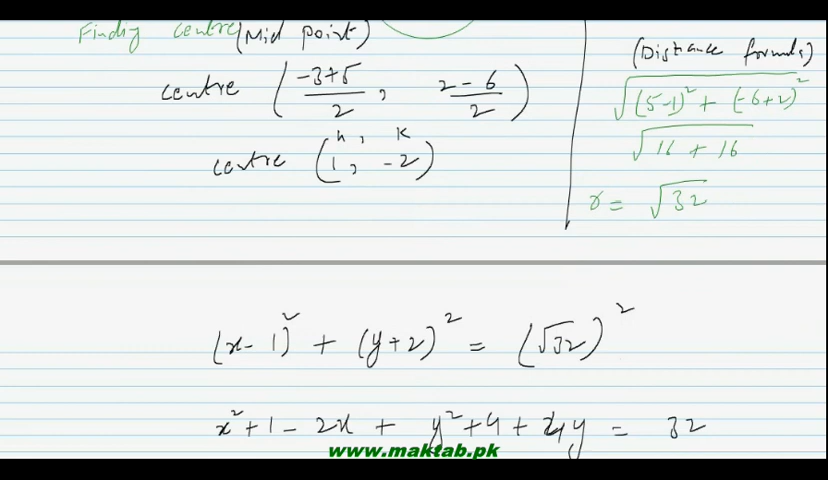 Finding centre (Mid point)
centre ( (-3+5)/2 , (2-6)/2 )
h , k
centre (1, -2)
(Distance formula)
√((5-1)² + (-6+2)²)
√(16 + 16)
r = √32
(x-1)² + (y+2)² = (√32)²
x² + 1 - 2x + y² + 4 + 4y = 32
www.maktab.pk